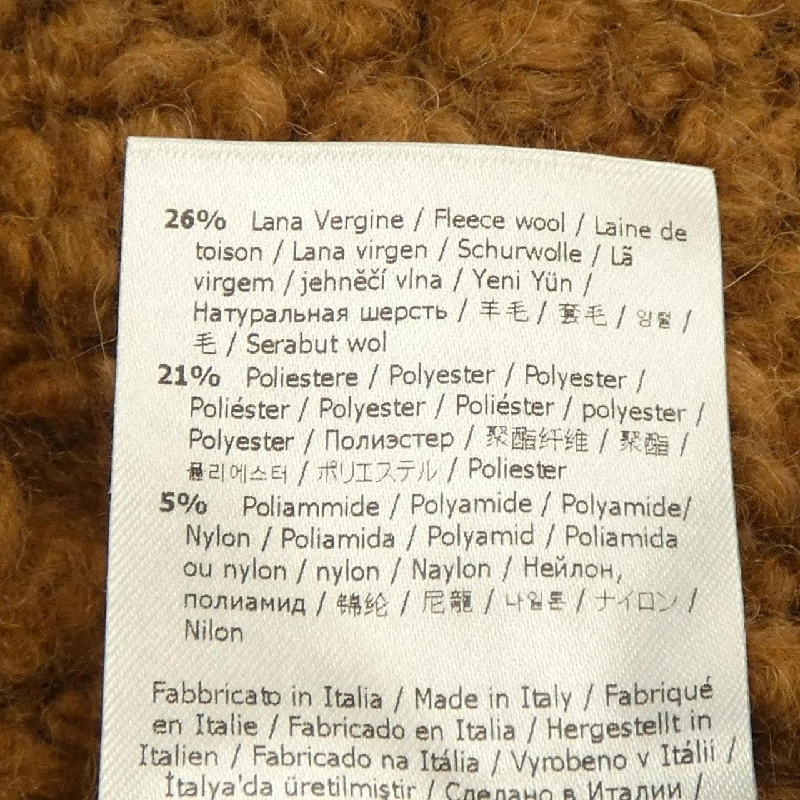 26% Lana Vergine / Fleece wool / Laine de
toison / Lana virgen / Schurwolle / Lã
virgem / jehněčí vlna / Yeni Yün /
Натуральная шерсть / 羊毛 / 套毛 / 양털 /
毛 / Serabut wol
21% Poliestere / Polyester / Polyester /
Poliéster / Polyester / Poliéster / polyester /
Polyester / Полиэстер / 聚酯纤维 / 聚酯 /
폴리에스터 / ポリエステル / Poliester
5% Poliammide / Polyamide / Polyamide/
Nylon / Poliamida / Polyamid / Poliamida
ou nylon / nylon / Naylon / Нейлон,
полиамид / 锦纶 / 尼龍 / 나일론 / ナイロン /
Nilon
Fabbricato in Italia / Made in Italy / Fabriqué
en Italie / Fabricado en Italia / Hergestellt in
Italien / Fabricado na Itália / Vyrobeno v Itálii /
İtalya'da üretilmiştir / Сделано в Италии /